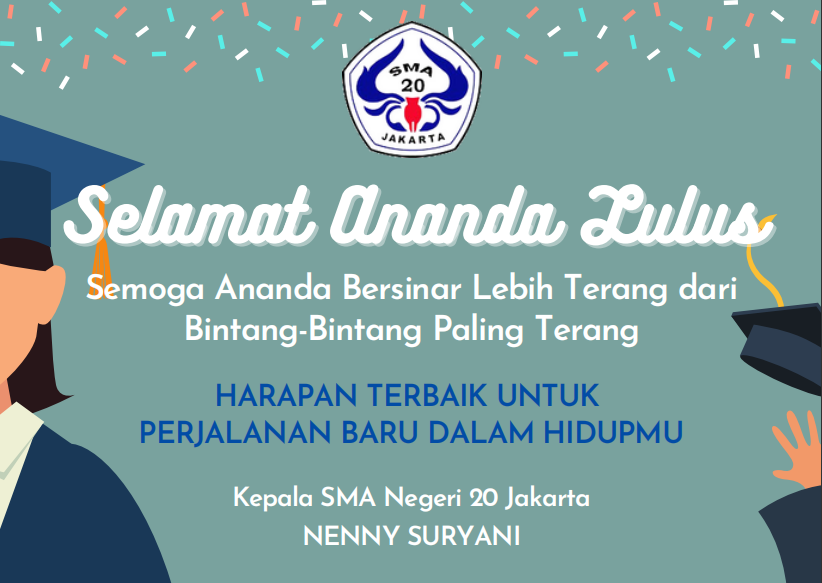 SMA
20
JAKARTA
Selamat Ananda Lulus
Semoga Ananda Bersinar Lebih Terang dari
Bintang-Bintang Paling Terang
HARAPAN TERBAIK UNTUK
PERJALANAN BARU DALAM HIDUPMU
Kepala SMA Negeri 20 Jakarta
NENNY SURYANI